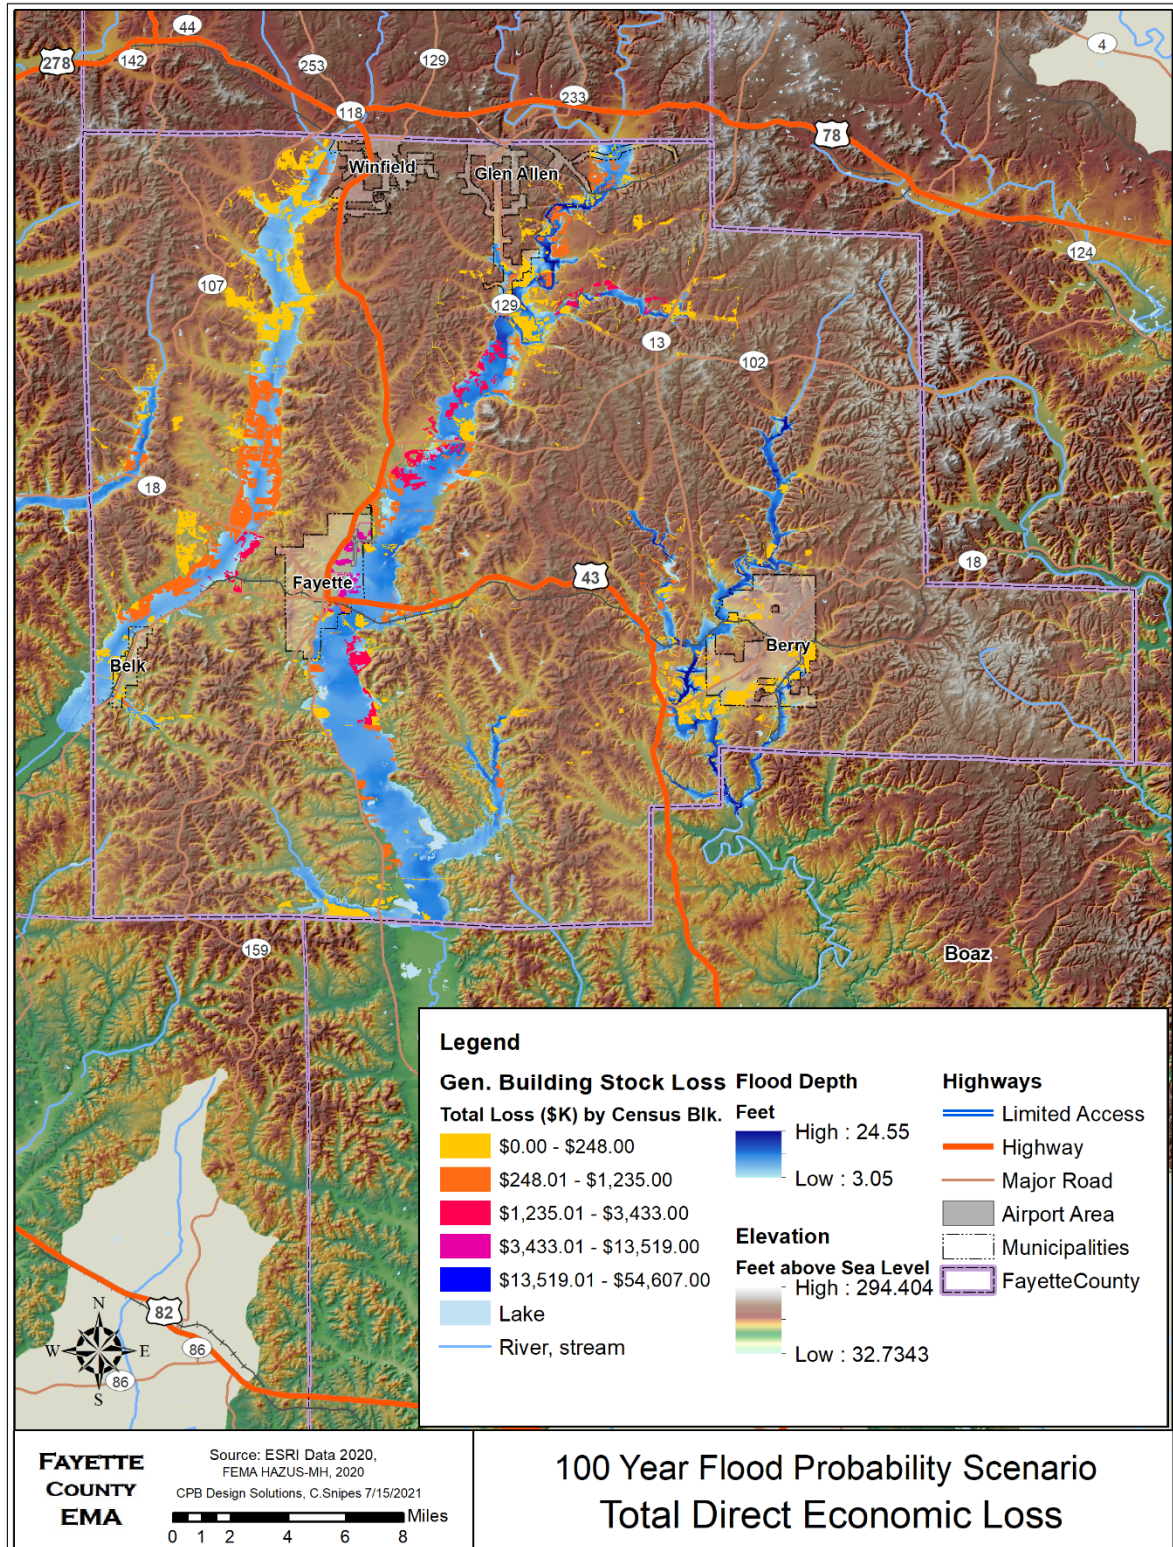 44
4
278
142
253
129
233
118
78
Winfield
Glen Allen
124
107
129
13
102
18
43
18
Fayette
Berry
Belk
159
Boaz
Legend
Gen. Building Stock Loss
Total Loss ($K) by Census Blk.
$0.00 - $248.00
$248.01 - $1,235.00
$1,235.01 - $3,433.00
$3,433.01 - $13,519.00
$13,519.01 - $54,607.00
Lake
River, stream
Flood Depth
Feet
High : 24.55
Low : 3.05
Elevation
Feet above Sea Level
High : 294.404
Low : 32.7343
Highways
Limited Access
Highway
Major Road
Airport Area
Municipalities
FayetteCounty
82
86
86
N
W
E
S
FAYETTE
COUNTY
EMA
Source: ESRI Data 2020,
FEMA HAZUS-MH, 2020
CPB Design Solutions, C.Snipes 7/15/2021
Miles
0 1 2 4 6 8
100 Year Flood Probability Scenario
Total Direct Economic Loss